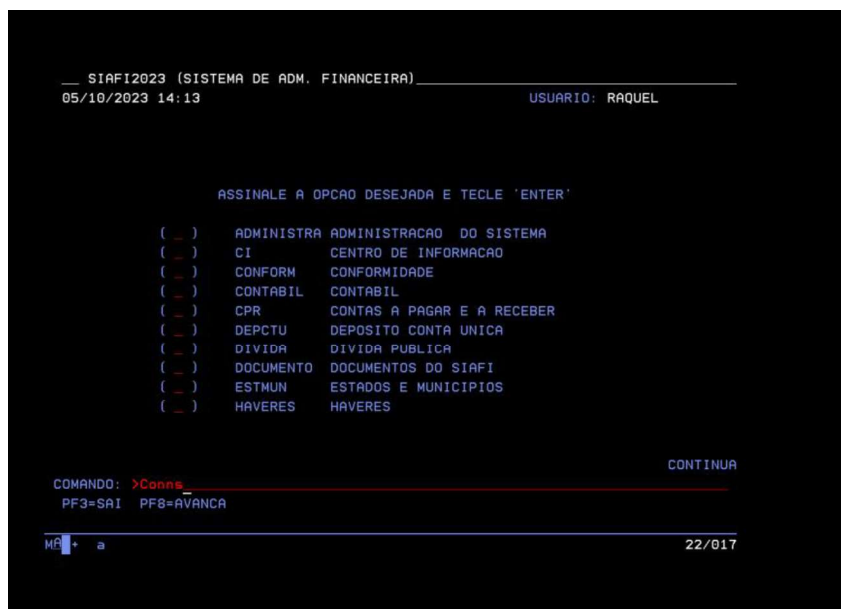 __ SIAFI2023 (SISTEMA DE ADM. FINANCEIRA)
05/10/2023 14:13 USUARIO: RAQUEL
ASSINALE A OPCAO DESEJADA E TECLE 'ENTER'
( _ ) ADMINISTRA ADMINISTRACAO DO SISTEMA
( _ ) CI CENTRO DE INFORMACAO
( _ ) CONFORM CONFORMIDADE
( _ ) CONTABIL CONTABIL
( _ ) CPR CONTAS A PAGAR E A RECEBER
( _ ) DEPCTU DEPOSITO CONTA UNICA
( _ ) DIVIDA DIVIDA PUBLICA
( _ ) DOCUMENTO DOCUMENTOS DO SIAFI
( _ ) ESTMUN ESTADOS E MUNICIPIOS
( _ ) HAVERES HAVERES
CONTINUA
COMANDO: >Conns_
PF3=SAI PF8=AVANCA
MA + a 22/017